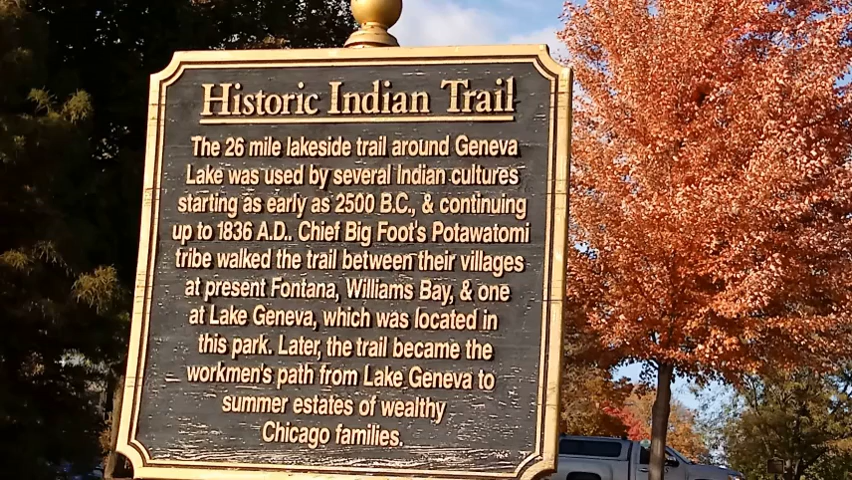 Historic Indian Trail
The 26 mile lakeside trail around Geneva
Lake was used by several Indian cultures
starting as early as 2500 B.C., & continuing
up to 1836 A.D.. Chief Big Foot's Potawatomi
tribe walked the trail between their villages
at present Fontana, Williams Bay, & one
at Lake Geneva, which was located in
this park. Later, the trail became the
workmen's path from Lake Geneva to
summer estates of wealthy
Chicago families.